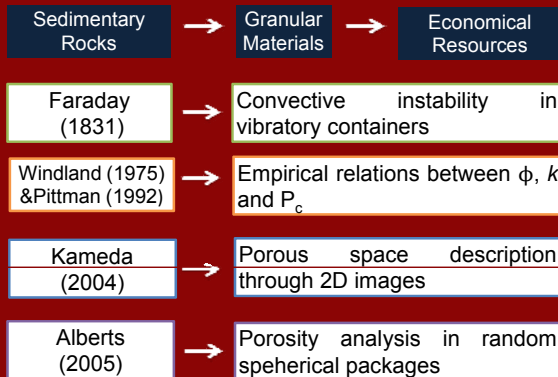 Sedimentary Rocks
Granular Materials
Economical Resources
Faraday
(1831)
Convective instability in
vibratory containers
Windland (1975)
&Pittman (1992)
Empirical relations between ϕ, k
and Pc
Kameda
(2004)
Porous space description
through 2D images
Alberts
(2005)
Porosity analysis in random
speherical packages